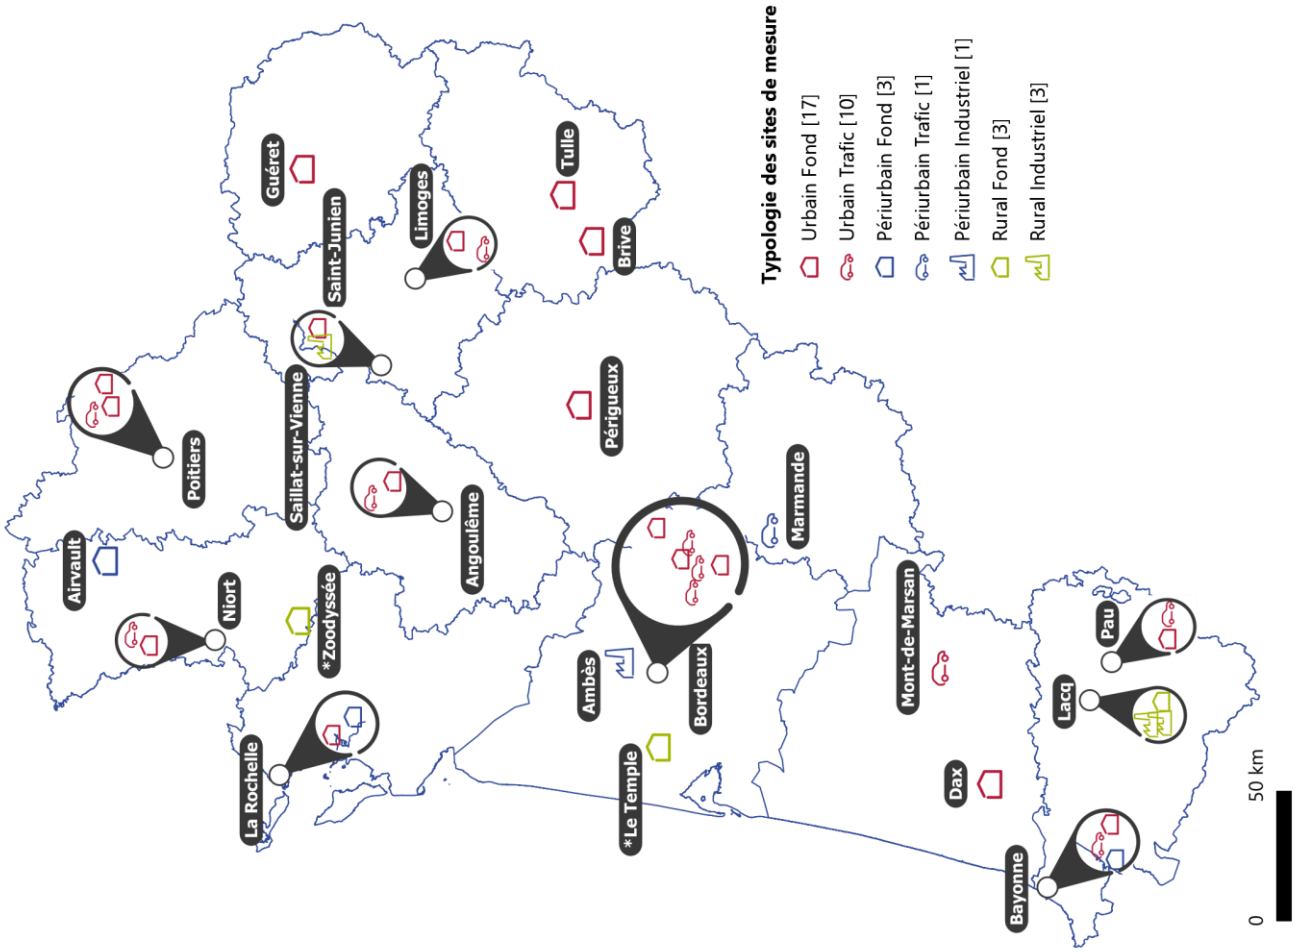 Airvault
Poitiers
Niort
Guéret
Saint-Junien
Limoges
Saillat-sur-Vienne
*Zoodyssée
La Rochelle
Angoulême
Tulle
Brive
Périgueux
Ambès
Bordeaux
*Le Temple
Marmande
Mont-de-Marsan
Dax
Bayonne
Lacq
Pau
Typologie des sites de mesure
Urbain Fond [17]
Urbain Trafic [10]
Périurbain Fond [3]
Périurbain Trafic [1]
Périurbain Industriel [1]
Rural Fond [3]
Rural Industriel [3]
0 50 km